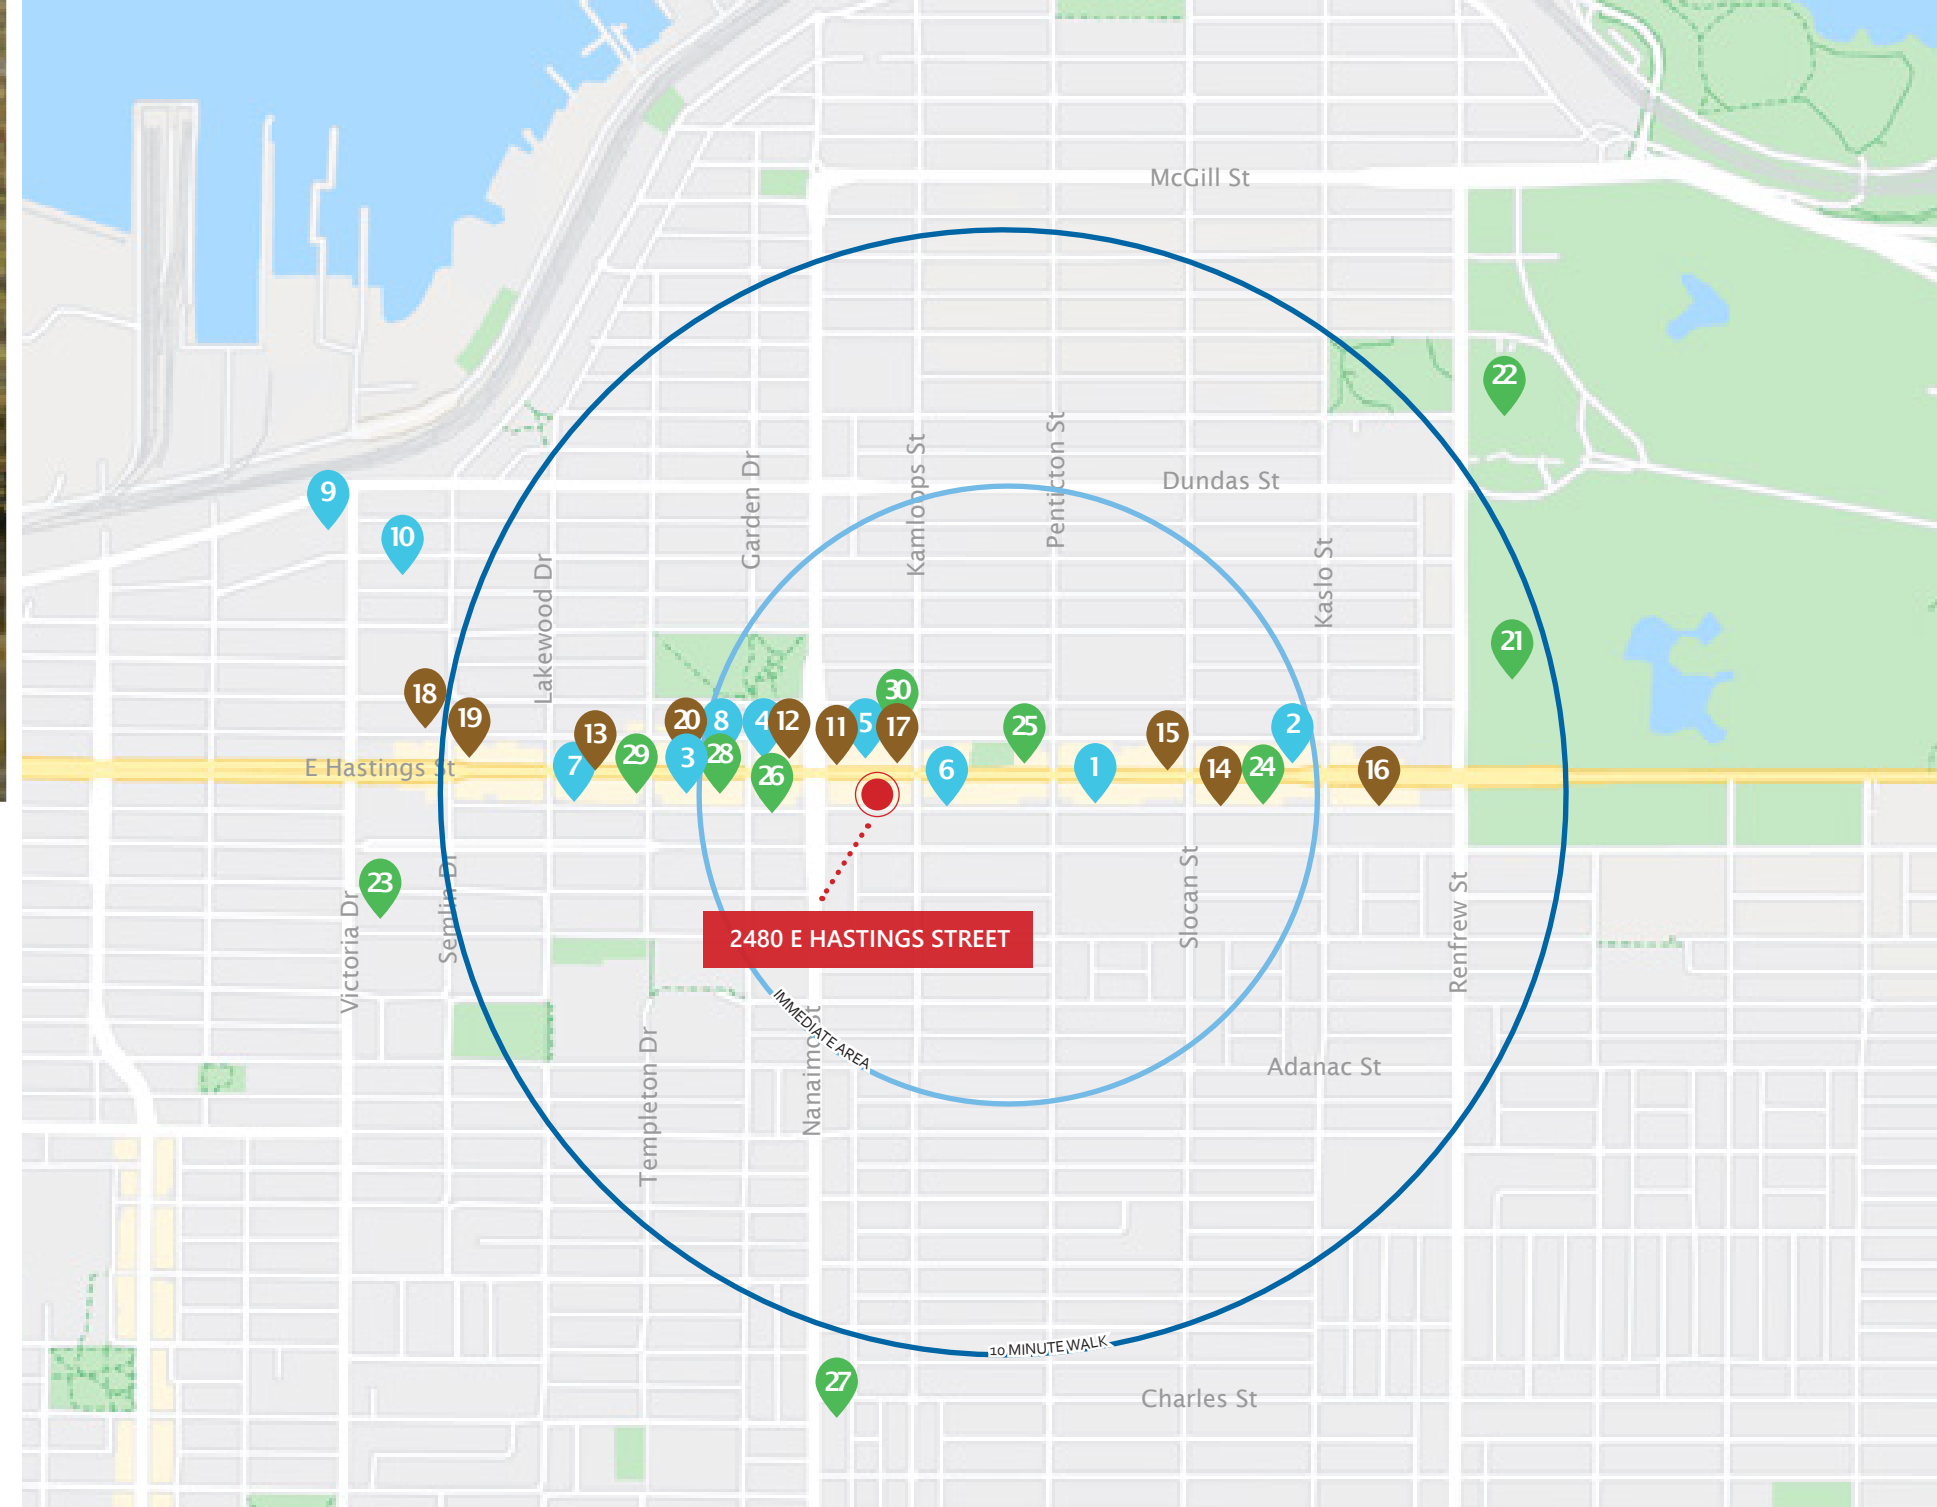 McGill St
22
Dundas St
Penticton St
Kamloops St
Garden Dr
9
10
Kaslo St
Lakewood Dr
21
18
19
30
20
8
4
12
11
5
17
25
15
2
13
29
3
28
7
26
6
1
14
24
16
E Hastings St
23
Victoria Dr
Semlin Dr
2480 E HASTINGS STREET
Slocan St
Renfrew St
IMMEDIATE AREA
Nanaimo St
Templeton Dr
Adanac St
10 MINUTE WALK
27
Charles St